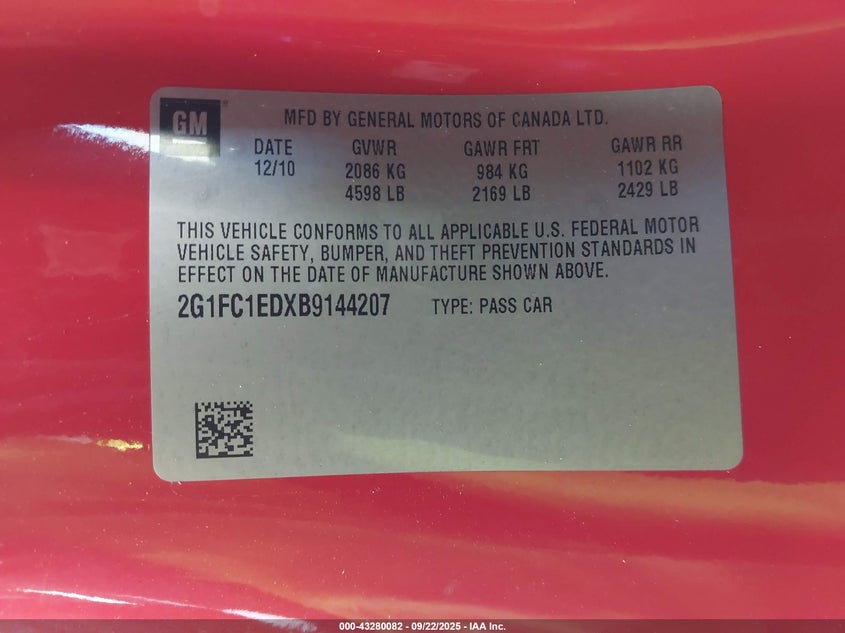 GM
MFD BY GENERAL MOTORS OF CANADA LTD.
DATE GVWR GAWR FRT GAWR RR
12/10 2086 KG 984 KG 1102 KG
4598 LB 2169 LB 2429 LB
THIS VEHICLE CONFORMS TO ALL APPLICABLE U.S. FEDERAL MOTOR
VEHICLE SAFETY, BUMPER, AND THEFT PREVENTION STANDARDS IN
EFFECT ON THE DATE OF MANUFACTURE SHOWN ABOVE.
2G1FC1EDXB9144207 TYPE: PASS CAR
000-43280082 - 09/22/2025 - IAA Inc.